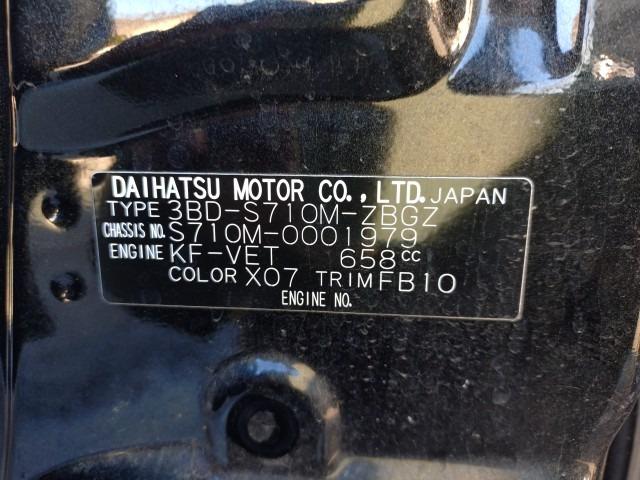 DAIHATSU MOTOR CO., LTD. JAPAN
TYPE 3BD-S710M-ZBGZ
CHASSIS NO. S710M-0001979
ENGINE KF-VET 658cc
COLOR X07 TRIM FB10
ENGINE NO.